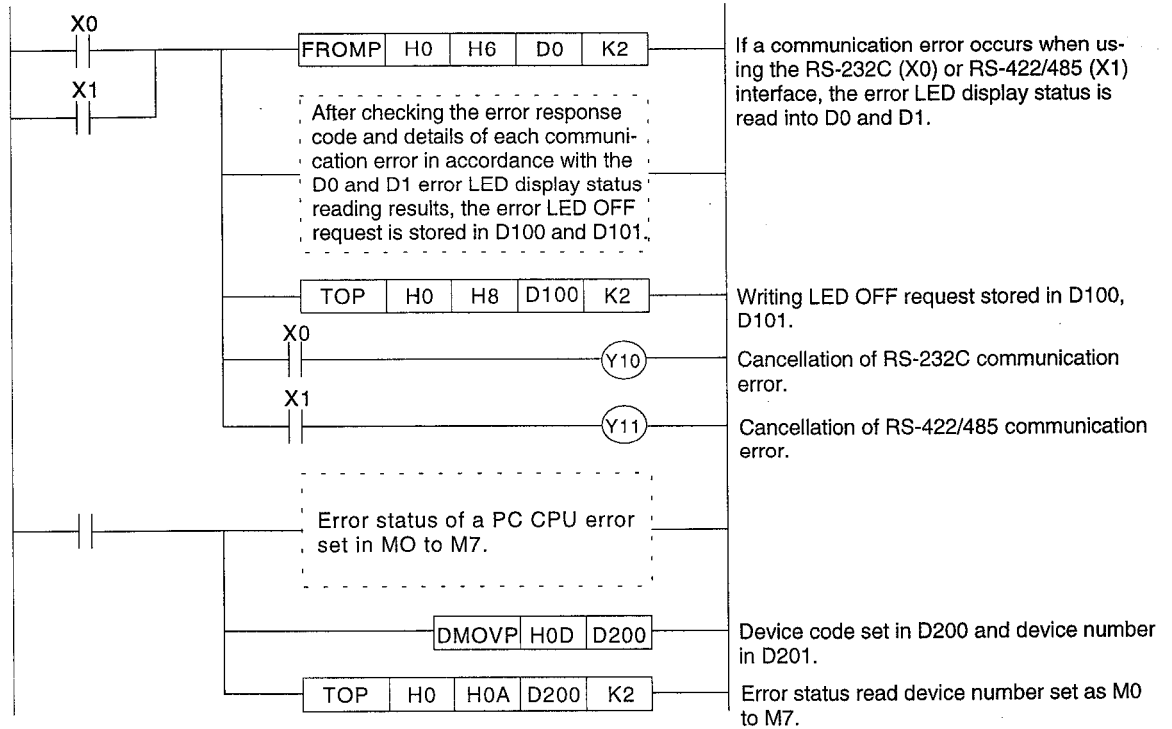 X0
FROMP H0 H6 D0 K2
If a communication error occurs when us-
ing the RS-232C (X0) or RS-422/485 (X1)
interface, the error LED display status is
read into D0 and D1.
X1
After checking the error response
code and details of each communi-
cation error in accordance with the
D0 and D1 error LED display status
reading results, the error LED OFF
request is stored in D100 and D101.
TOP H0 H8 D100 K2
Writing LED OFF request stored in D100,
D101.
X0
Y10
Cancellation of RS-232C communication
error.
X1
Y11
Cancellation of RS-422/485 communication
error.
Error status of a PC CPU error
set in MO to M7.
DMOVP H0D D200
Device code set in D200 and device number
in D201.
TOP H0 H0A D200 K2
Error status read device number set as M0
to M7.